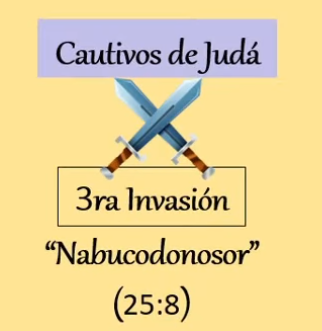 Cautivos de Judá
3ra Invasión
“Nabucodonosor”
(25:8)